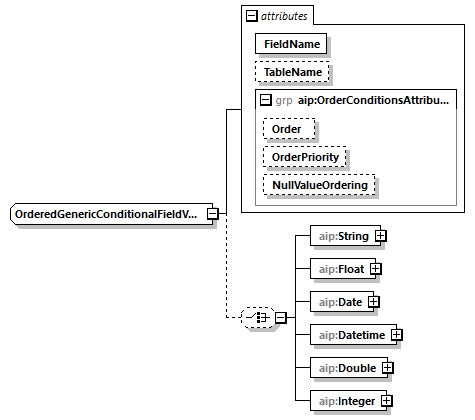 attributes
FieldName
TableName
grp aip:OrderConditionsAttribu...
Order
OrderPriority
NullValueOrdering
OrderedGenericConditionalFieldV...
aip:String
aip:Float
aip:Date
aip:Datetime
aip:Double
aip:Integer